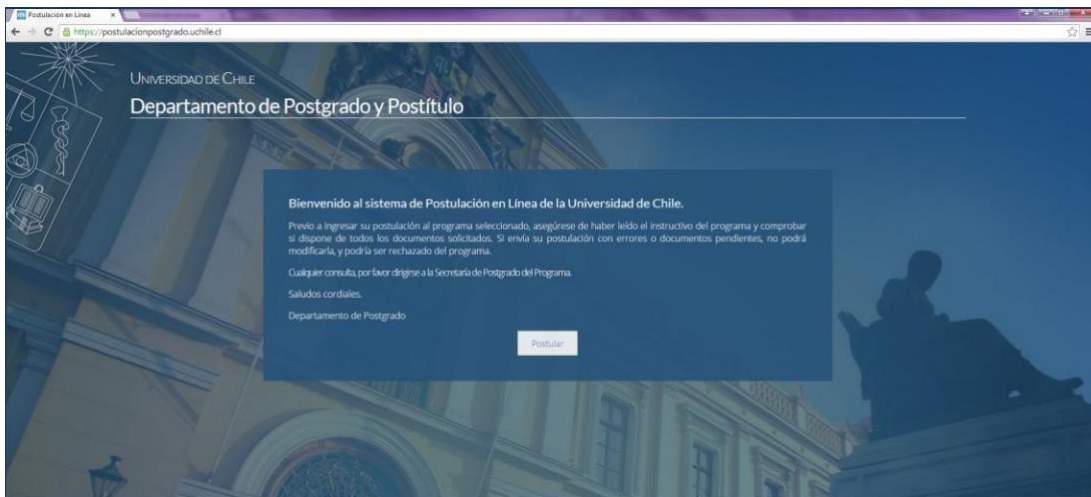 Postulación en Línea
https://postulacionpostgrado.uchile.cl
UNIVERSIDAD DE CHILE
Departamento de Postgrado y Postítulo
Bienvenido al sistema de Postulación en Línea de la Universidad de Chile.
Previo a ingresar su postulación al programa seleccionado, asegúrese de haber leído el instructivo del programa y comprobar
si dispone de todos los documentos solicitados. Si envía su postulación con errores o documentos pendientes, no podrá
modificarla, y podría ser rechazado del programa.
Cualquier consulta, por favor dirigirse a la Secretaría de Postgrado del Programa.
Saludos cordiales.
Departamento de Postgrado
Postular